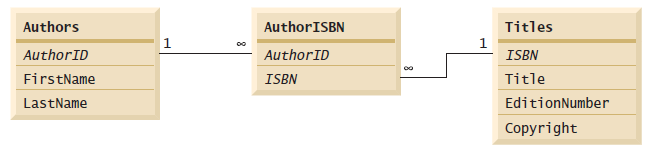 Authors
AuthorID
FirstName
LastName
1
∞
AuthorISBN
AuthorID
ISBN
∞
1
Titles
ISBN
Title
EditionNumber
Copyright